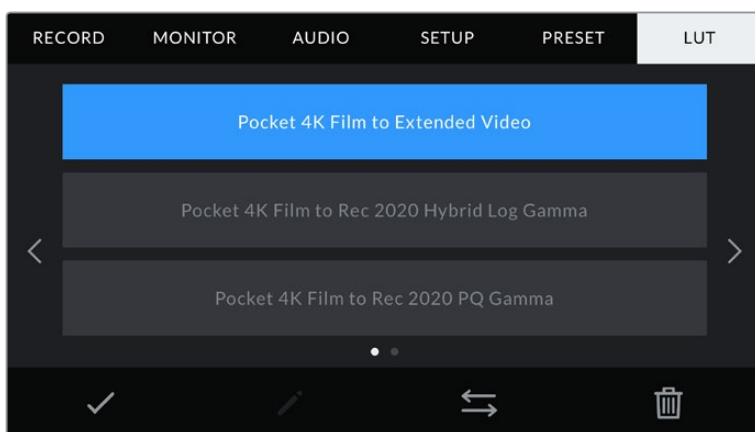 RECORD MONITOR AUDIO SETUP PRESET LUT
Pocket 4K Film to Extended Video
Pocket 4K Film to Rec 2020 Hybrid Log Gamma
Pocket 4K Film to Rec 2020 PQ Gamma